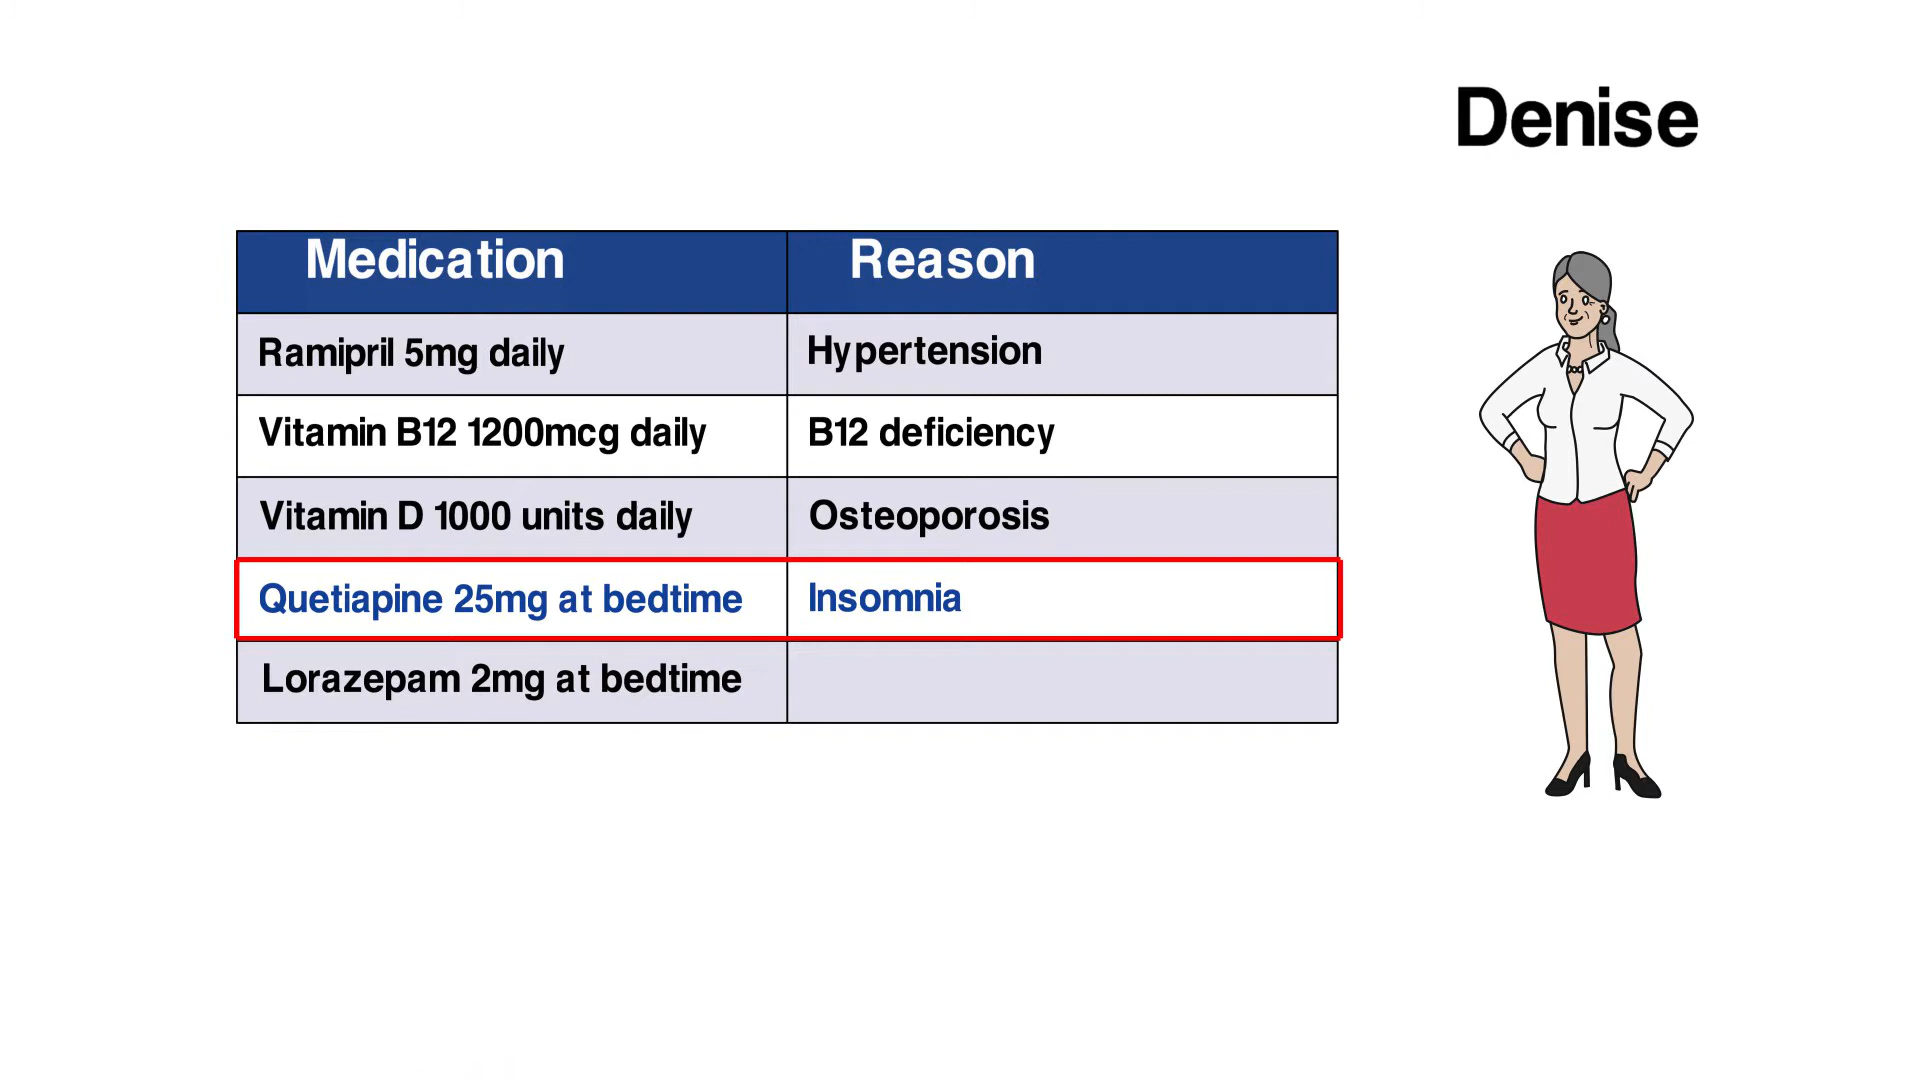 Denise
Medication Reason
Ramipril 5mg daily Hypertension
Vitamin B12 1200mcg daily B12 deficiency
Vitamin D 1000 units daily Osteoporosis
Quetiapine 25mg at bedtime Insomnia
Lorazepam 2mg at bedtime